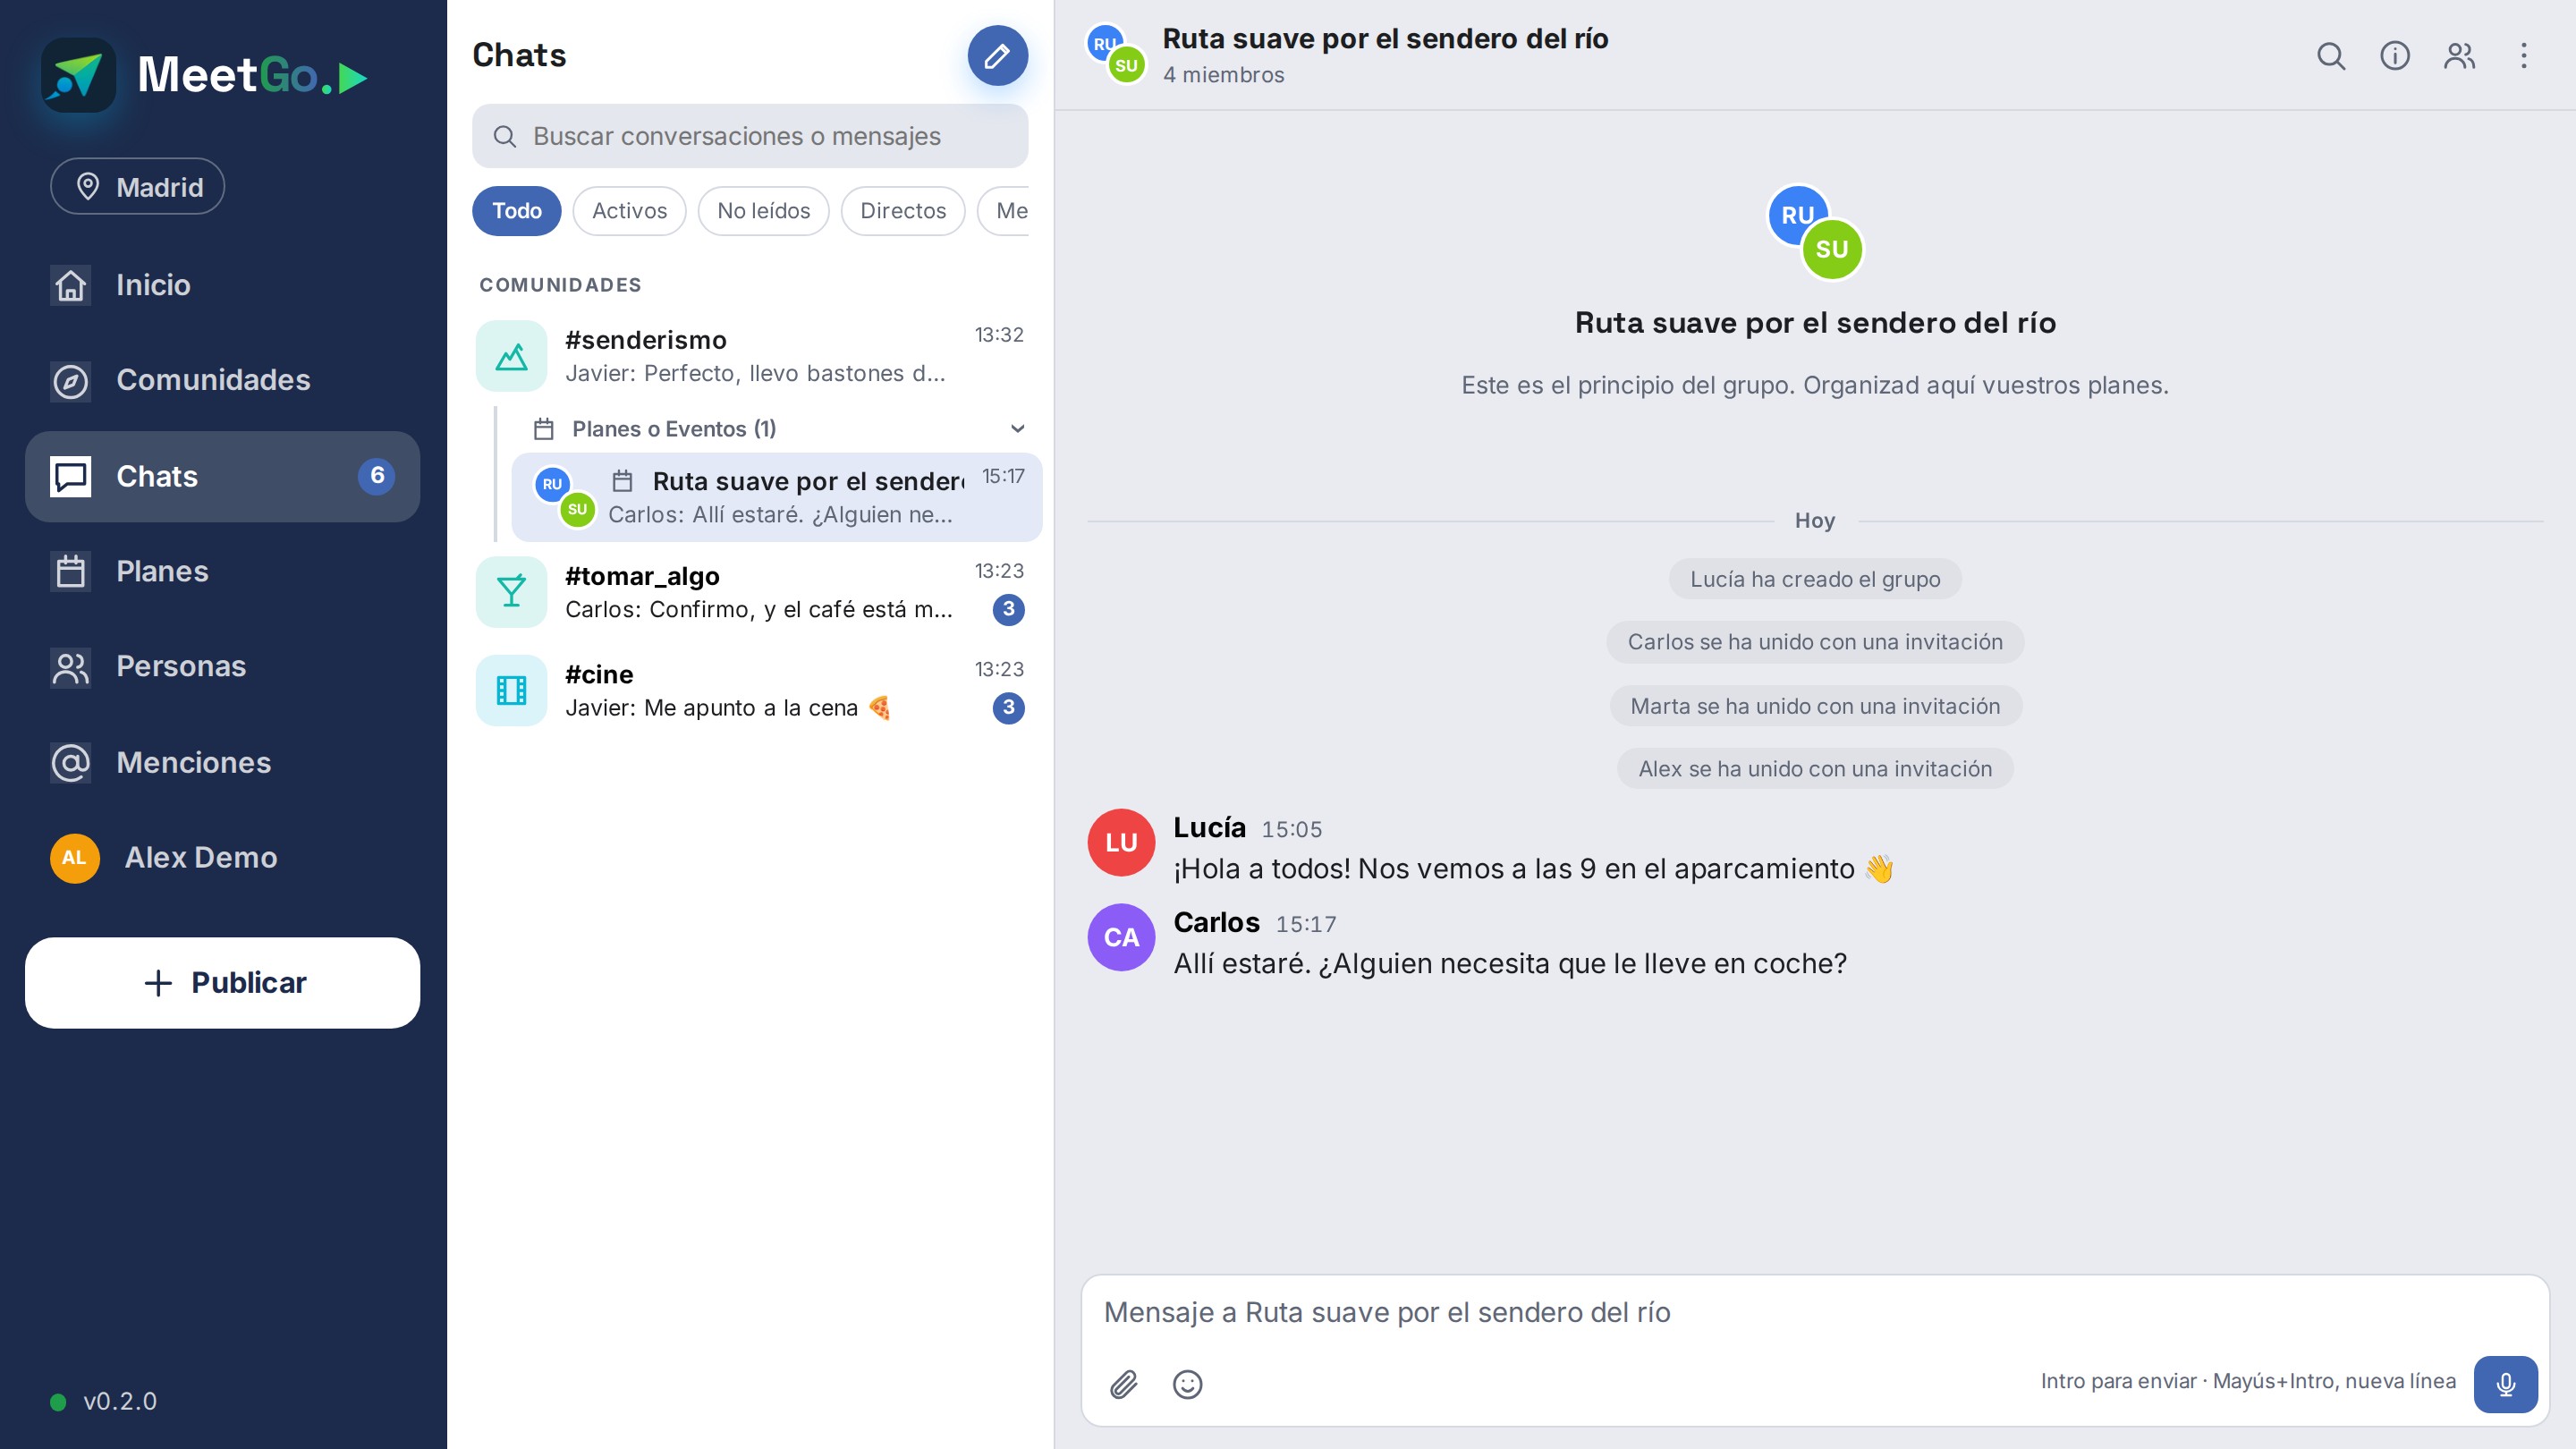 MeetGo.
Madrid
Inicio
Comunidades
Chats
6
Planes
Personas
Menciones
AL
Alex Demo
Publicar
v0.2.0
Chats
Buscar conversaciones o mensajes
Todo
Activos
No leídos
Directos
Me
COMUNIDADES
#senderismo
13:32
Javier: Perfecto, llevo bastones d...
Planes o Eventos (1)
RU
SU
Ruta suave por el sender
15:17
Carlos: Allí estaré. ¿Alguien ne...
#tomar_algo
13:23
Carlos: Confirmo, y el café está m...
3
#cine
13:23
Javier: Me apunto a la cena 🍕
3
RU
SU
Ruta suave por el sendero del río
4 miembros
RU
SU
Ruta suave por el sendero del río
Este es el principio del grupo. Organizad aquí vuestros planes.
Hoy
Lucía ha creado el grupo
Carlos se ha unido con una invitación
Marta se ha unido con una invitación
Alex se ha unido con una invitación
LU
Lucía 15:05
¡Hola a todos! Nos vemos a las 9 en el aparcamiento 👋
CA
Carlos 15:17
Allí estaré. ¿Alguien necesita que le lleve en coche?
Mensaje a Ruta suave por el sendero del río
Intro para enviar · Mayús+Intro, nueva línea